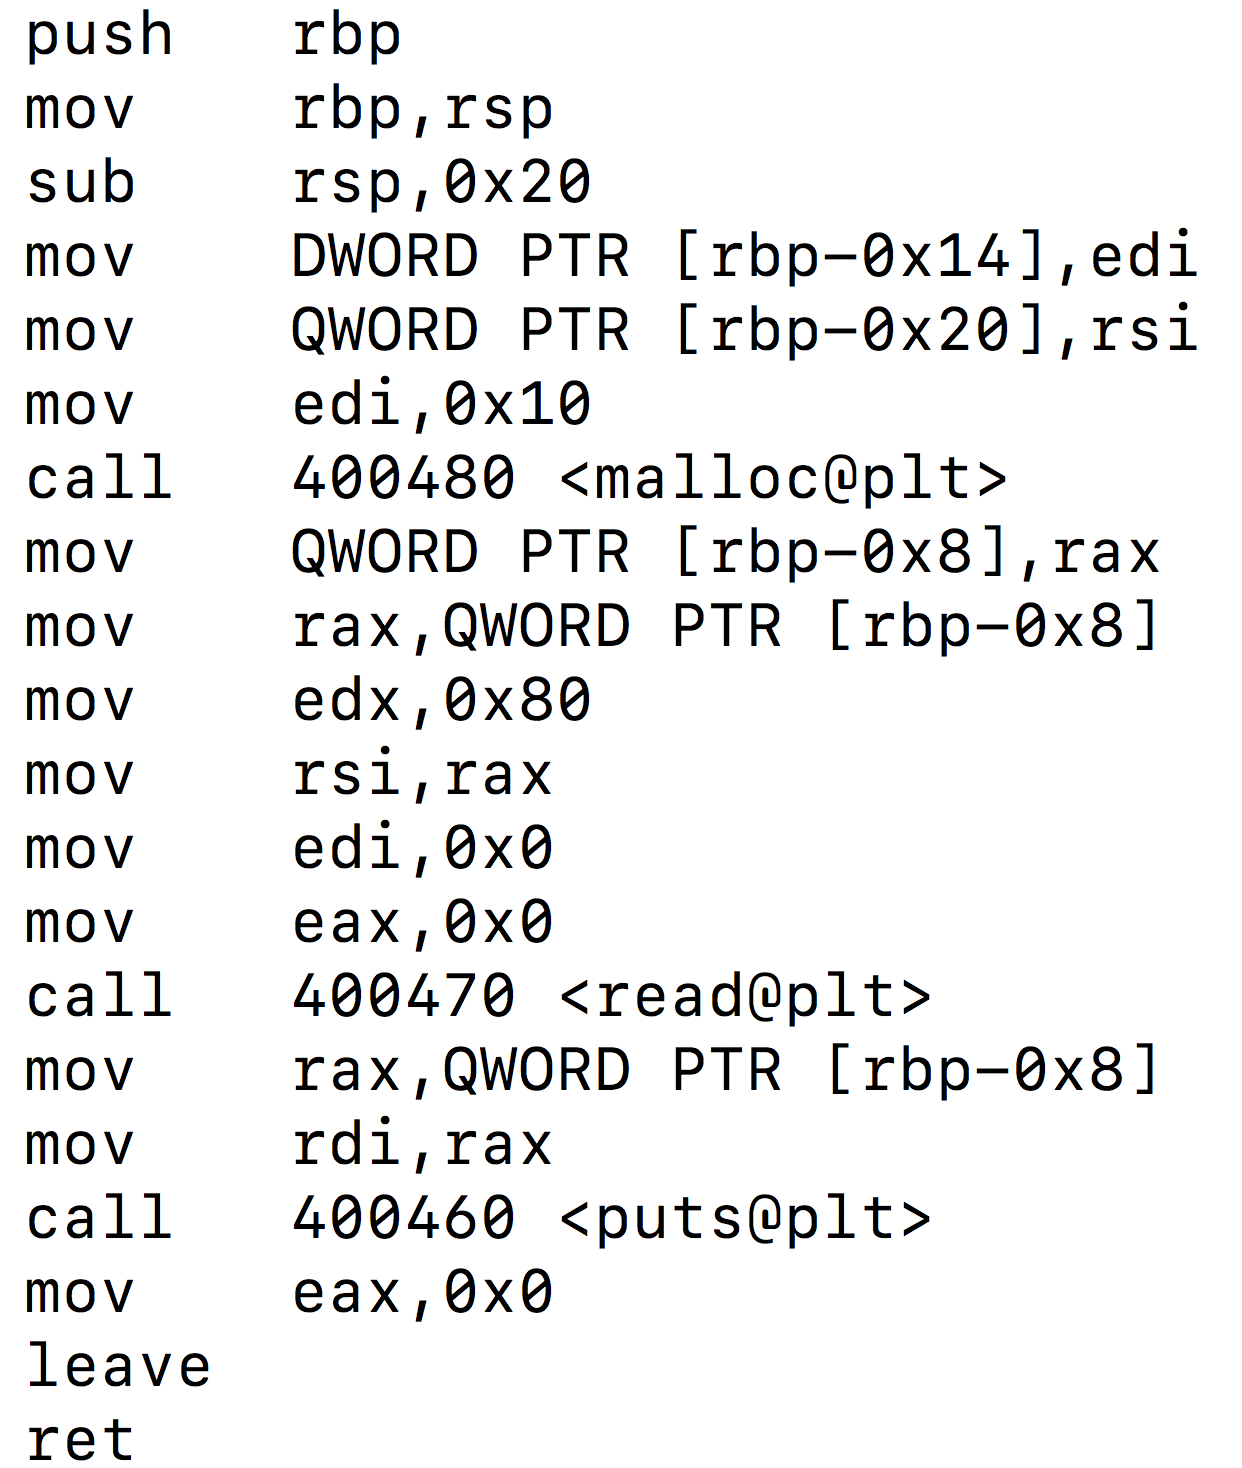 push   rbp
mov    rbp,rsp
sub    rsp,0x20
mov    DWORD PTR [rbp-0x14],edi
mov    QWORD PTR [rbp-0x20],rsi
mov    edi,0x10
call   400480 <malloc@plt>
mov    QWORD PTR [rbp-0x8],rax
mov    rax,QWORD PTR [rbp-0x8]
mov    edx,0x80
mov    rsi,rax
mov    edi,0x0
mov    eax,0x0
call   400470 <read@plt>
mov    rax,QWORD PTR [rbp-0x8]
mov    rdi,rax
call   400460 <puts@plt>
mov    eax,0x0
leave
ret